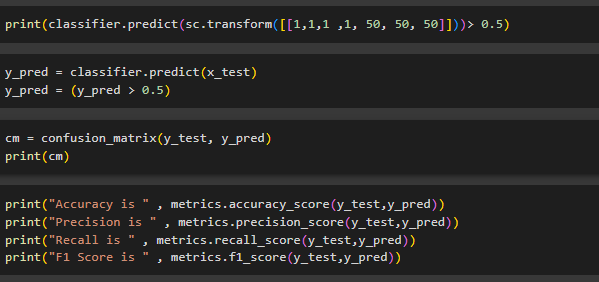 print(classifier.predict(sc.transform([[1,1,1 ,1, 50, 50, 50]]))> 0.5)
y_pred = classifier.predict(x_test)
y_pred = (y_pred > 0.5)
cm = confusion_matrix(y_test, y_pred)
print(cm)
print("Accuracy is " , metrics.accuracy_score(y_test,y_pred))
print("Precision is " , metrics.precision_score(y_test,y_pred))
print("Recall is " , metrics.recall_score(y_test,y_pred))
print("F1 Score is " , metrics.f1_score(y_test,y_pred))